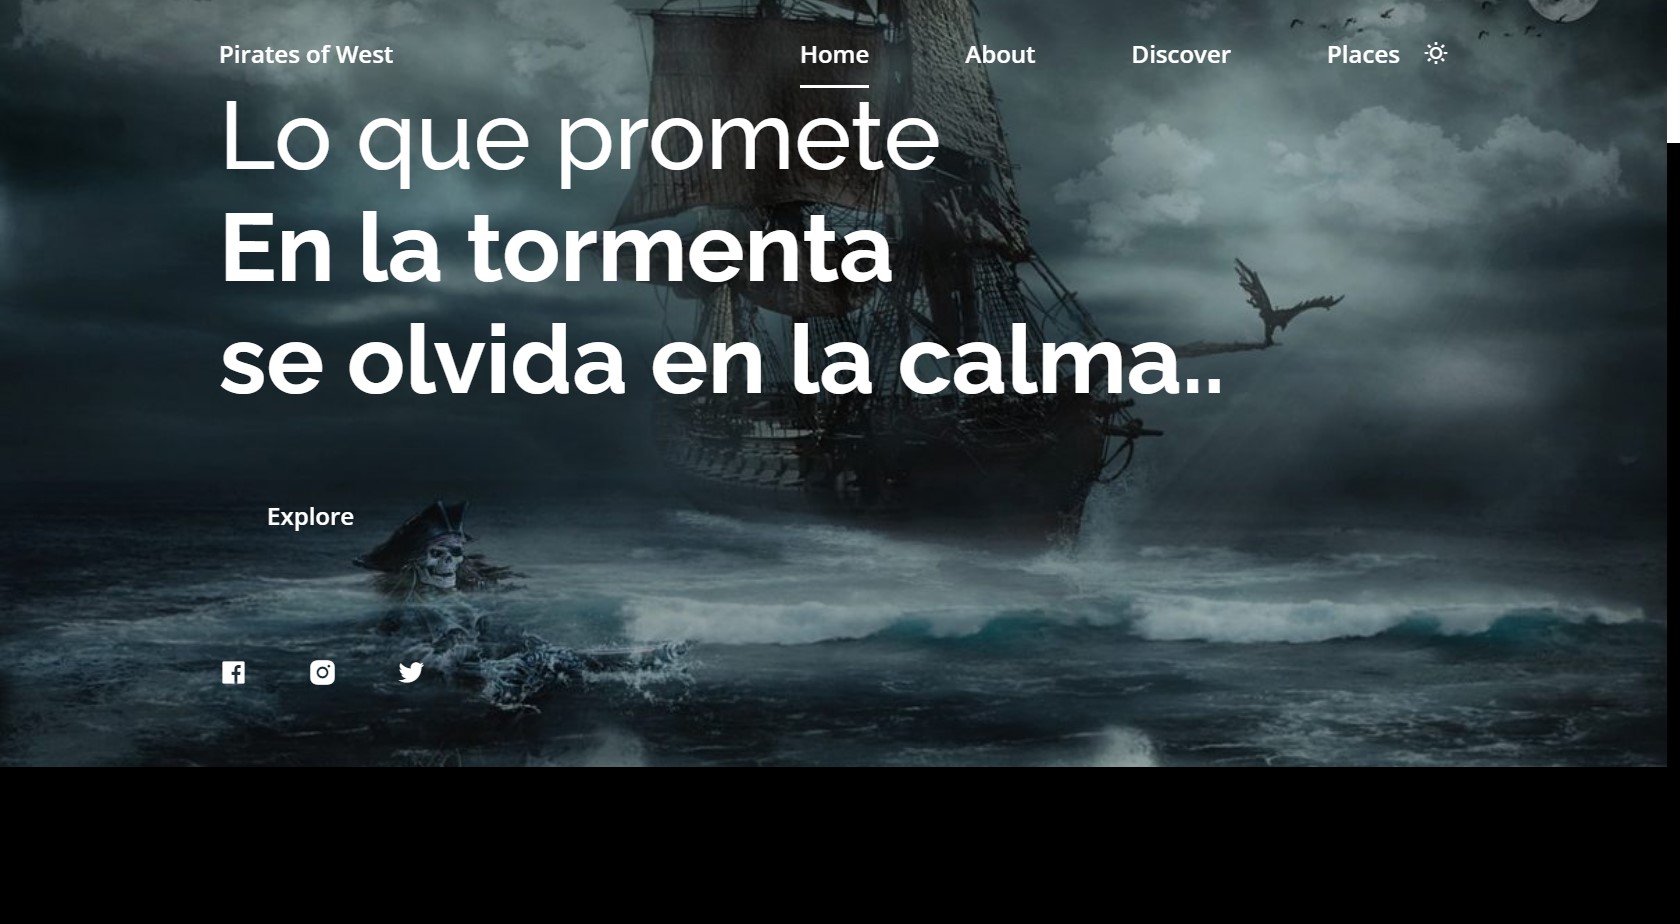 Pirates of West
Home
About
Discover
Places
Lo que promete
En la tormenta
se olvida en la calma..
Explore